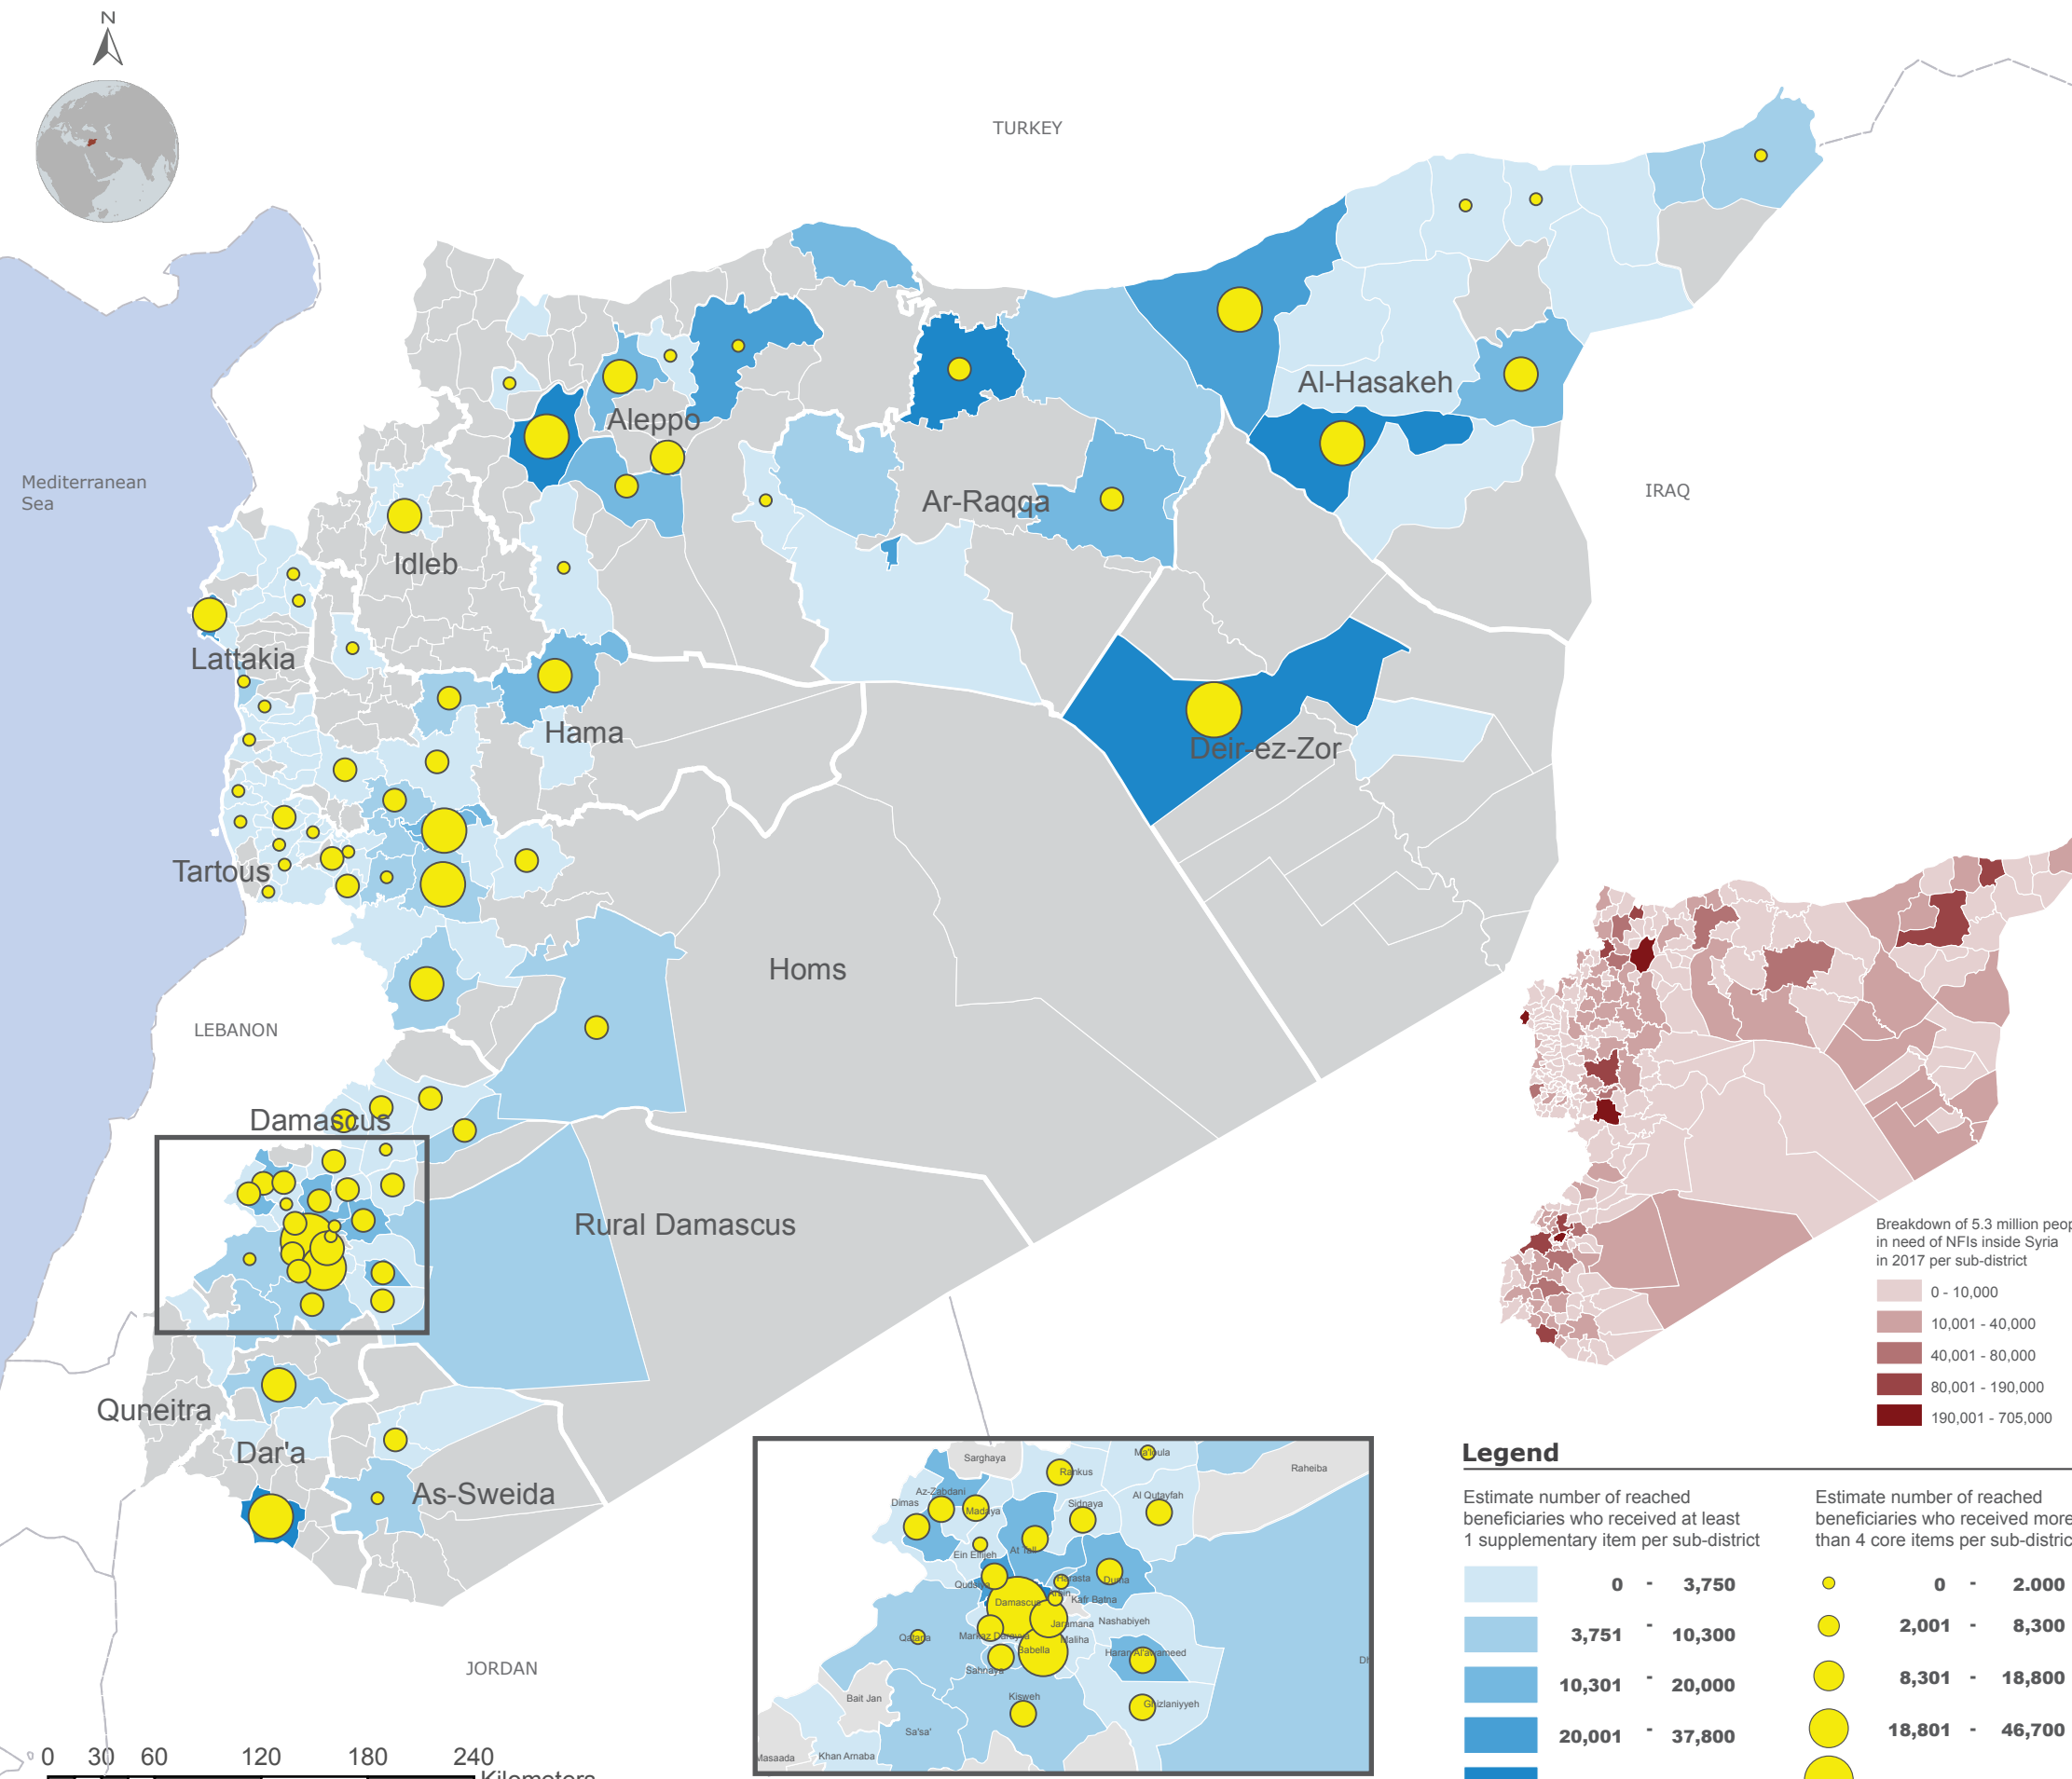 N
TURKEY
Mediterranean
Sea
Al-Hasakeh
Aleppo
Ar-Raqqa
IRAQ
Idleb
Lattakia
Hama
Deir-ez-Zor
Tartous
Homs
LEBANON
Damascus
Rural Damascus
Quneitra
Dar'a
As-Sweida
JORDAN
0 30 60 120 180 240
Kilometers
Sarghaya
Ma'loula
Rankus
Raheiba
Az-Zabdani
Dimas
Madaya
Sidnaya
Al Qutayfah
At Tall
Ein Elfijeh
Qudsiya
Harasta
Duma
Arbin
Kafr Batna
Damascus
Jaramana
Nashabiyeh
Qatana
Markaz Darayya
Maliha
Babella
Haran Al'awameed
Sahnaya
Bait Jan
Kisweh
Ghizlaniyyeh
Sa'sa'
Masaada
Khan Arnaba
Dh
Breakdown of 5.3 million peop
in need of NFIs inside Syria
in 2017 per sub-district
0 - 10,000
10,001 - 40,000
40,001 - 80,000
80,001 - 190,000
190,001 - 705,000
Legend
Estimate number of reached
beneficiaries who received at least
1 supplementary item per sub-district
0 - 3,750
3,751 - 10,300
10,301 - 20,000
20,001 - 37,800
Estimate number of reached
beneficiaries who received more
than 4 core items per sub-distric
0 - 2.000
2,001 - 8,300
8,301 - 18,800
18,801 - 46,700